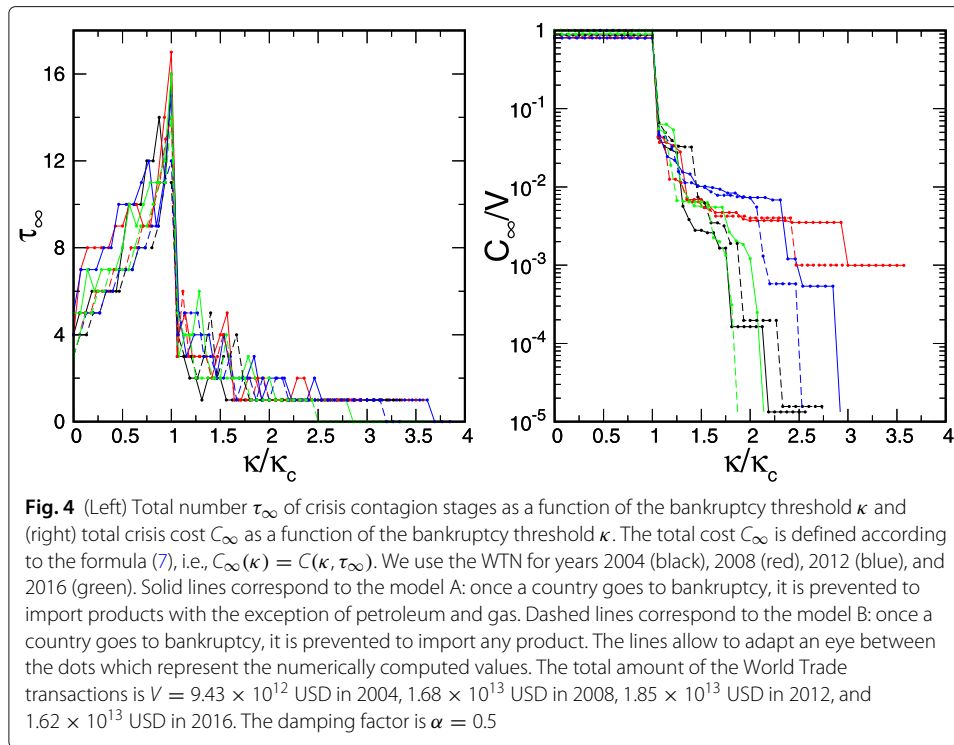 16
12
8
4
0
τ∞
0 0.5 1 1.5 2 2.5 3 3.5 4
κ/κc
1
10⁻¹
10⁻²
10⁻³
10⁻⁴
10⁻⁵
C∞/V
0 0.5 1 1.5 2 2.5 3 3.5 4
κ/κc
Fig. 4 (Left) Total number τ∞ of crisis contagion stages as a function of the bankruptcy threshold κ and
(right) total crisis cost C∞ as a function of the bankruptcy threshold κ. The total cost C∞ is defined according
to the formula (7), i.e., C∞(κ) = C(κ, τ∞). We use the WTN for years 2004 (black), 2008 (red), 2012 (blue), and
2016 (green). Solid lines correspond to the model A: once a country goes to bankruptcy, it is prevented to
import products with the exception of petroleum and gas. Dashed lines correspond to the model B: once a
country goes to bankruptcy, it is prevented to import any product. The lines allow to adapt an eye between
the dots which represent the numerically computed values. The total amount of the World Trade
transactions is V = 9.43 × 10¹² USD in 2004, 1.68 × 10¹³ USD in 2008, 1.85 × 10¹³ USD in 2012, and
1.62 × 10¹³ USD in 2016. The damping factor is α = 0.5